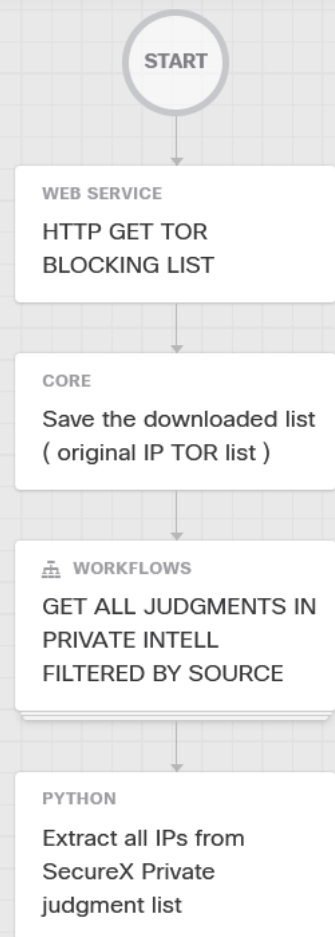 START
WEB SERVICE
HTTP GET TOR
BLOCKING LIST
CORE
Save the downloaded list
( original IP TOR list )
WORKFLOWS
GET ALL JUDGMENTS IN
PRIVATE INTELL
FILTERED BY SOURCE
PYTHON
Extract all IPs from
SecureX Private
judgment list